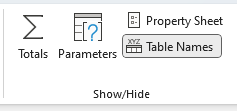 Totals
Parameters
[?]
Property Sheet
XYZ
Table Names
Show/Hide